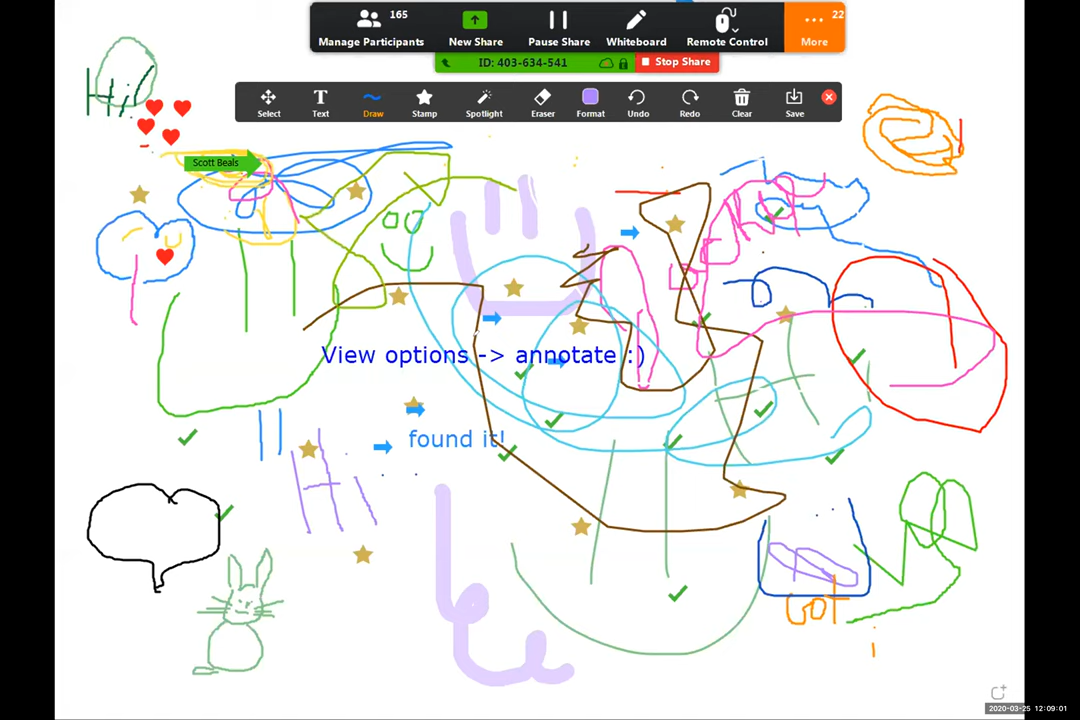 165
22
Manage Participants
New Share
Pause Share
Whiteboard
Remote Control
More
ID: 403-634-541
Stop Share
Select
Text
Draw
Stamp
Spotlight
Eraser
Format
Undo
Redo
Clear
Save
Hi!
Scott Beals
View options -> annotate :)
found it!
Hi
Got
2020-03-25 12:09:01